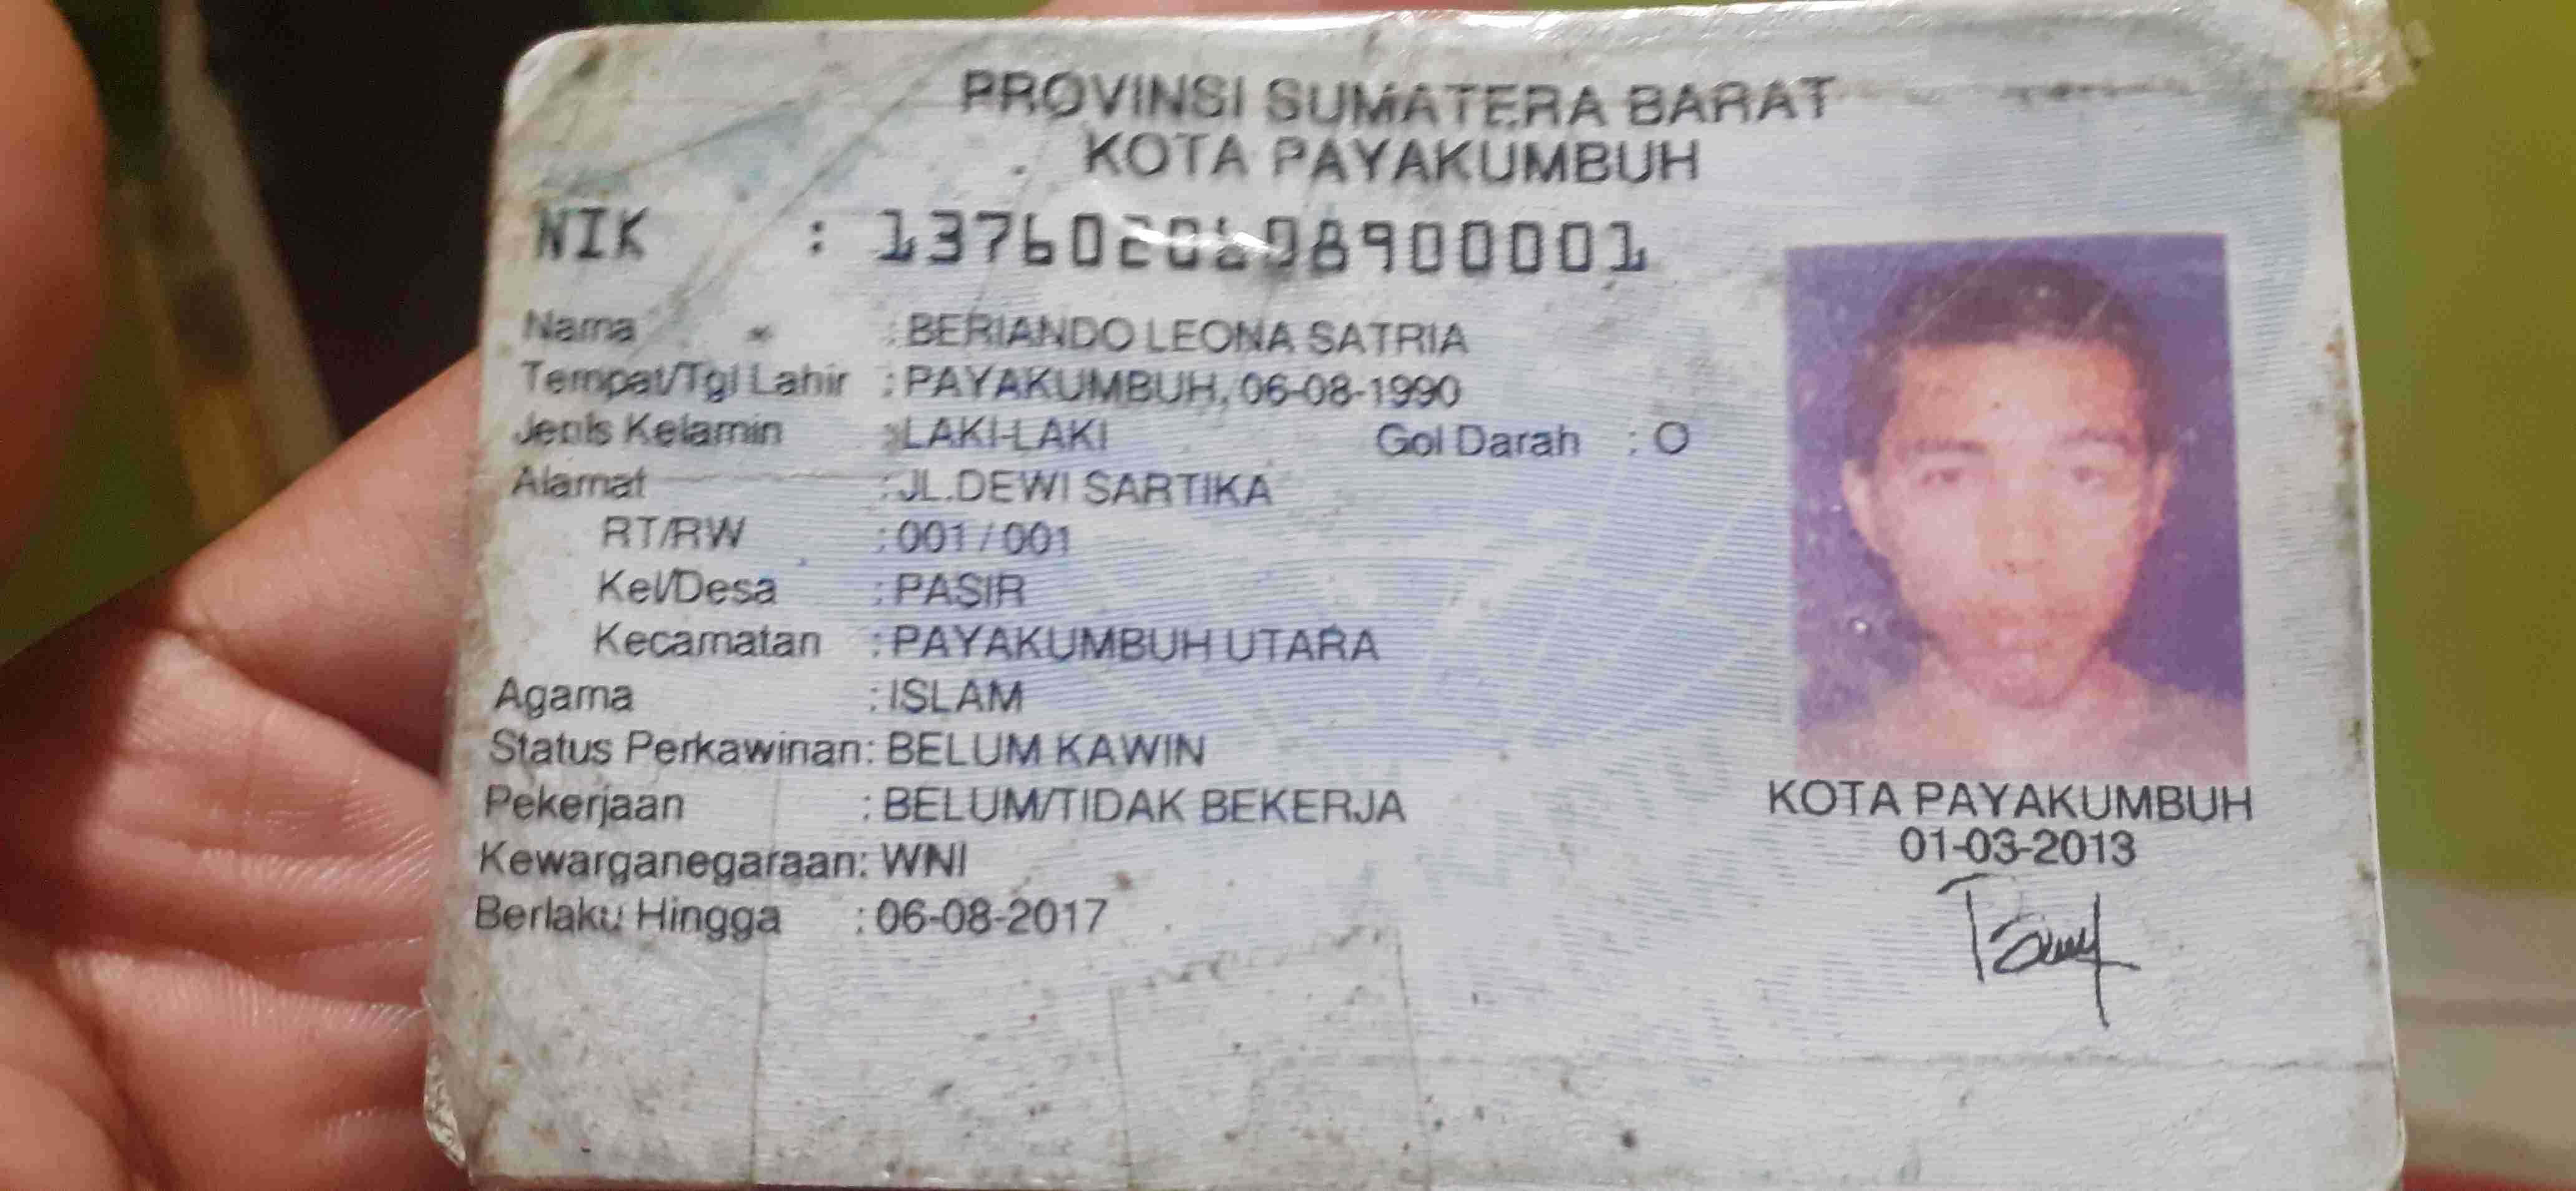 PROVINSI SUMATERA BARAT
KOTA PAYAKUMBUH
NIK :
Nama : BERIANDO LEONA SATRIA
Tempat/Tgl Lahir : PAYAKUMBUH, 06-08-1990
Jenis Kelamin : LAKI-LAKI Gol Darah : O
Alamat : JL.DEWI SARTIKA
RT/RW : 001 / 001
Kel/Desa : PASIR
Kecamatan : PAYAKUMBUH UTARA
Agama : ISLAM
Status Perkawinan: BELUM KAWIN
Pekerjaan : BELUM/TIDAK BEKERJA
Kewarganegaraan: WNI
Berlaku Hingga : 06-08-2017
KOTA PAYAKUMBUH
01-03-2013